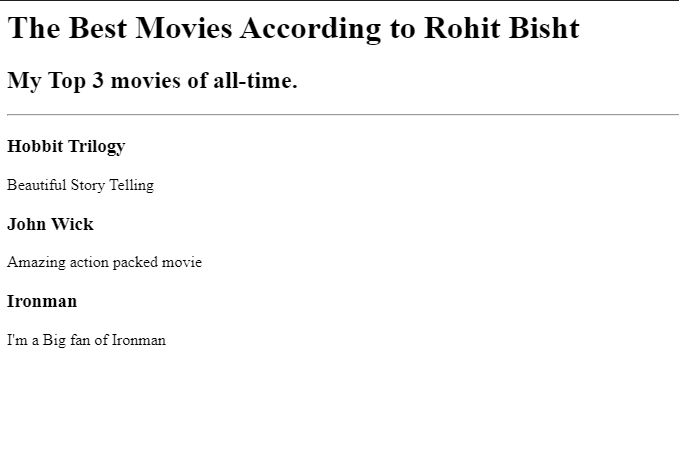 The Best Movies According to Rohit Bisht
My Top 3 movies of all-time.
Hobbit Trilogy
Beautiful Story Telling
John Wick
Amazing action packed movie
Ironman
I'm a Big fan of Ironman